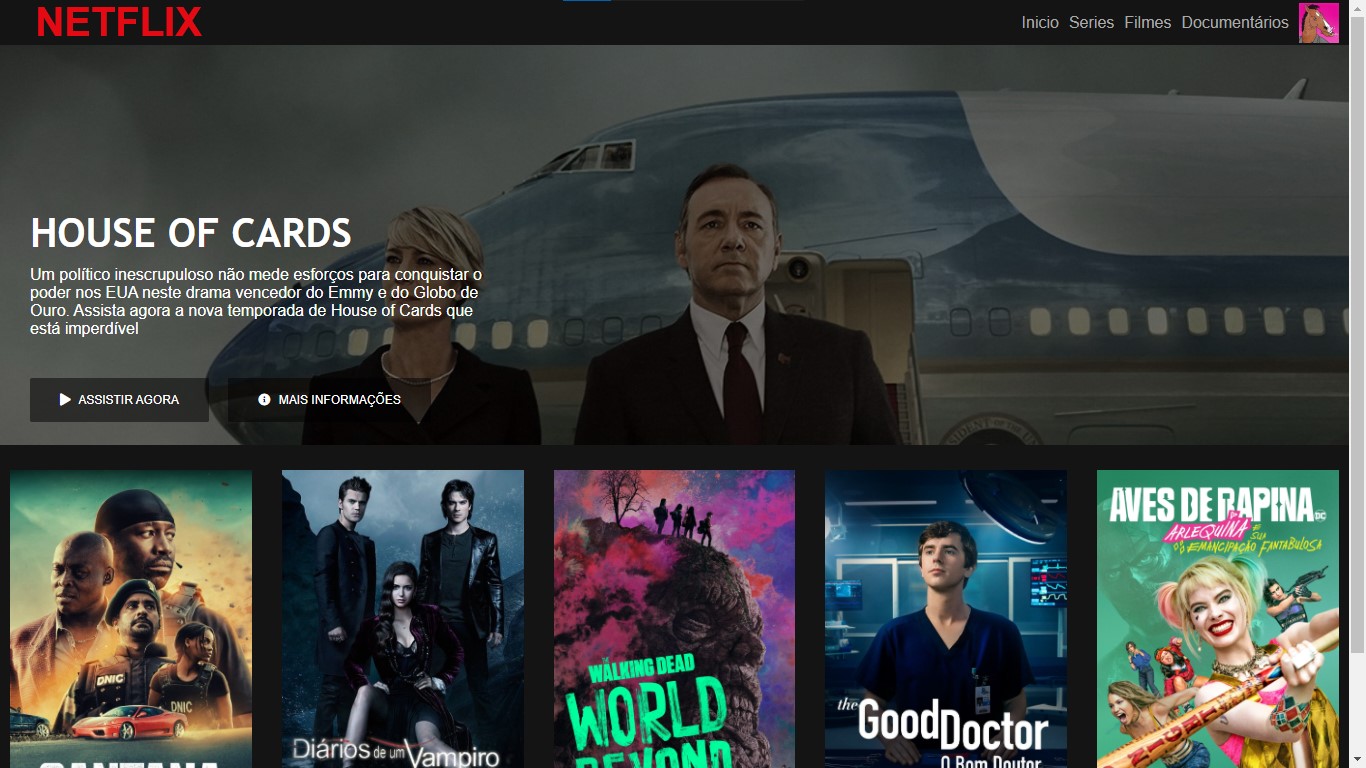 NETFLIX
Inicio Series Filmes Documentários
HOUSE OF CARDS
Um político inescrupuloso não mede esforços para conquistar o
poder nos EUA neste drama vencedor do Emmy e do Globo de
Ouro. Assista agora a nova temporada de House of Cards que
está imperdível
ASSISTIR AGORA
MAIS INFORMAÇÕES
DNIC
DNIC
Diários de um Vampiro
THE WALKING DEAD
WORLD
BEYOND
the Good Doctor
O Bom Doutor
AVES DE RAPINA
DC
ARLEQUINA E SUA
EMANCIPAÇÃO FANTABULOSA